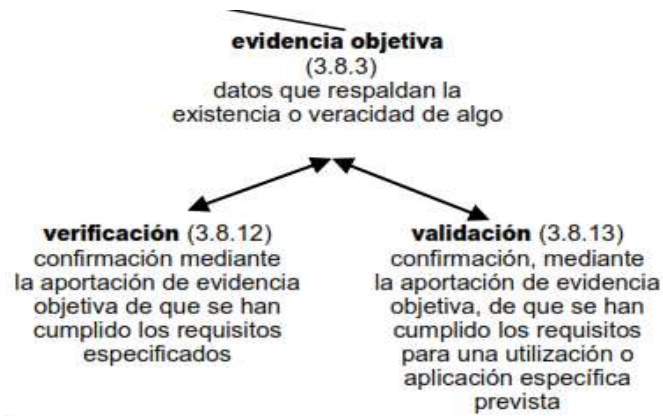 evidencia objetiva
(3.8.3)
datos que respaldan la
existencia o veracidad de algo
verificación (3.8.12)
confirmación mediante
la aportación de evidencia
objetiva de que se han
cumplido los requisitos
especificados
validación (3.8.13)
confirmación, mediante
la aportación de evidencia
objetiva, de que se han
cumplido los requisitos
para una utilización o
aplicación específica
prevista